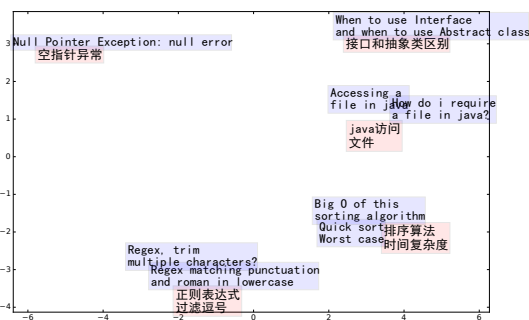 When to use Interface
and when to use Abstract class
接口和抽象类区别
Null Pointer Exception: null error
空指针异常
Accessing a
file in java
How do i require
a file in java?
java访问
文件
Big O of this
sorting algorithm
Quick sort
Worst case
排序算法
时间复杂度
Regex, trim
multiple characters?
Regex matching punctuation
and roman in lowercase
正则表达式
过滤逗号
3
2
1
0
−1
−2
−3
−4
−6 −4 −2 0 2 4 6